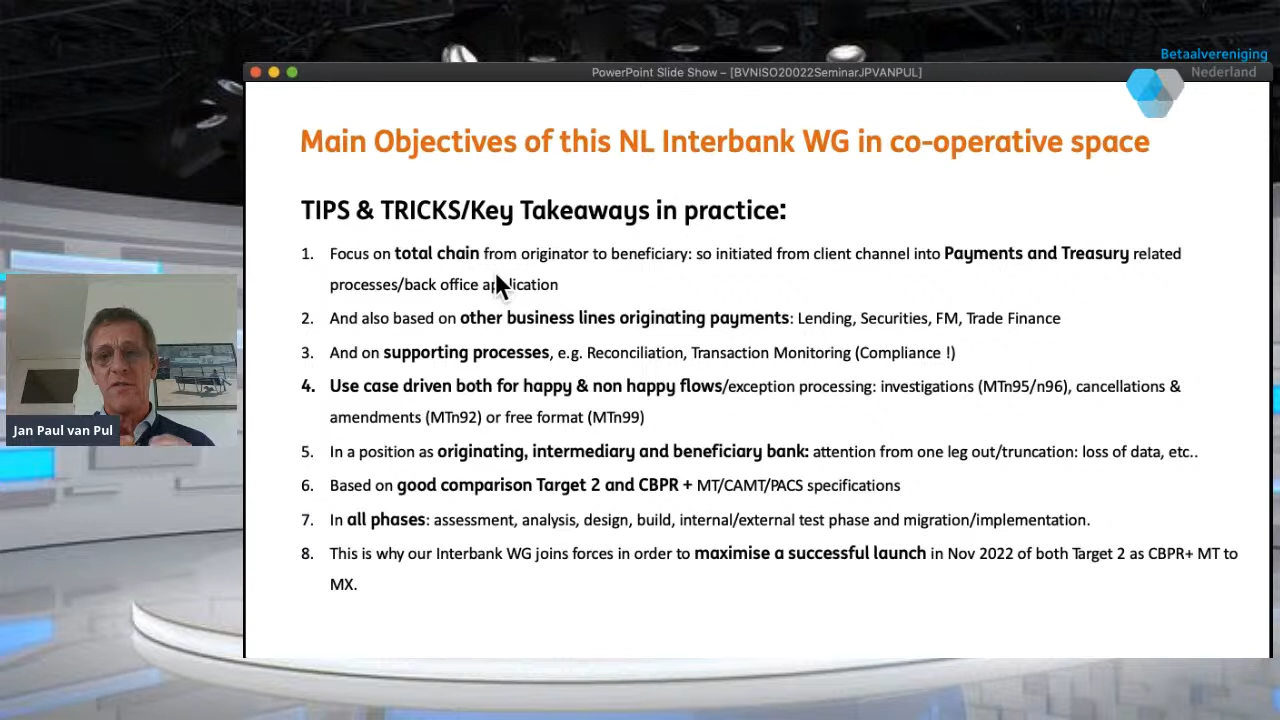 Betaalvereniging
Nederland
PowerPoint Slide Show – [BVNISO20022SeminarJPVANPUL]
Main Objectives of this NL Interbank WG in co-operative space
TIPS & TRICKS/Key Takeaways in practice:
1. Focus on total chain from originator to beneficiary: so initiated from client channel into Payments and Treasury related
processes/back office application
2. And also based on other business lines originating payments: Lending, Securities, FM, Trade Finance
3. And on supporting processes, e.g. Reconciliation, Transaction Monitoring (Compliance !)
4. Use case driven both for happy & non happy flows/exception processing: investigations (MTn95/n96), cancellations &
amendments (MTn92) or free format (MTn99)
5. In a position as originating, intermediary and beneficiary bank: attention from one leg out/truncation: loss of data, etc..
6. Based on good comparison Target 2 and CBPR + MT/CAMT/PACS specifications
7. In all phases: assessment, analysis, design, build, internal/external test phase and migration/implementation.
8. This is why our Interbank WG joins forces in order to maximise a successful launch in Nov 2022 of both Target 2 as CBPR+ MT to
MX.
Jan Paul van Pul